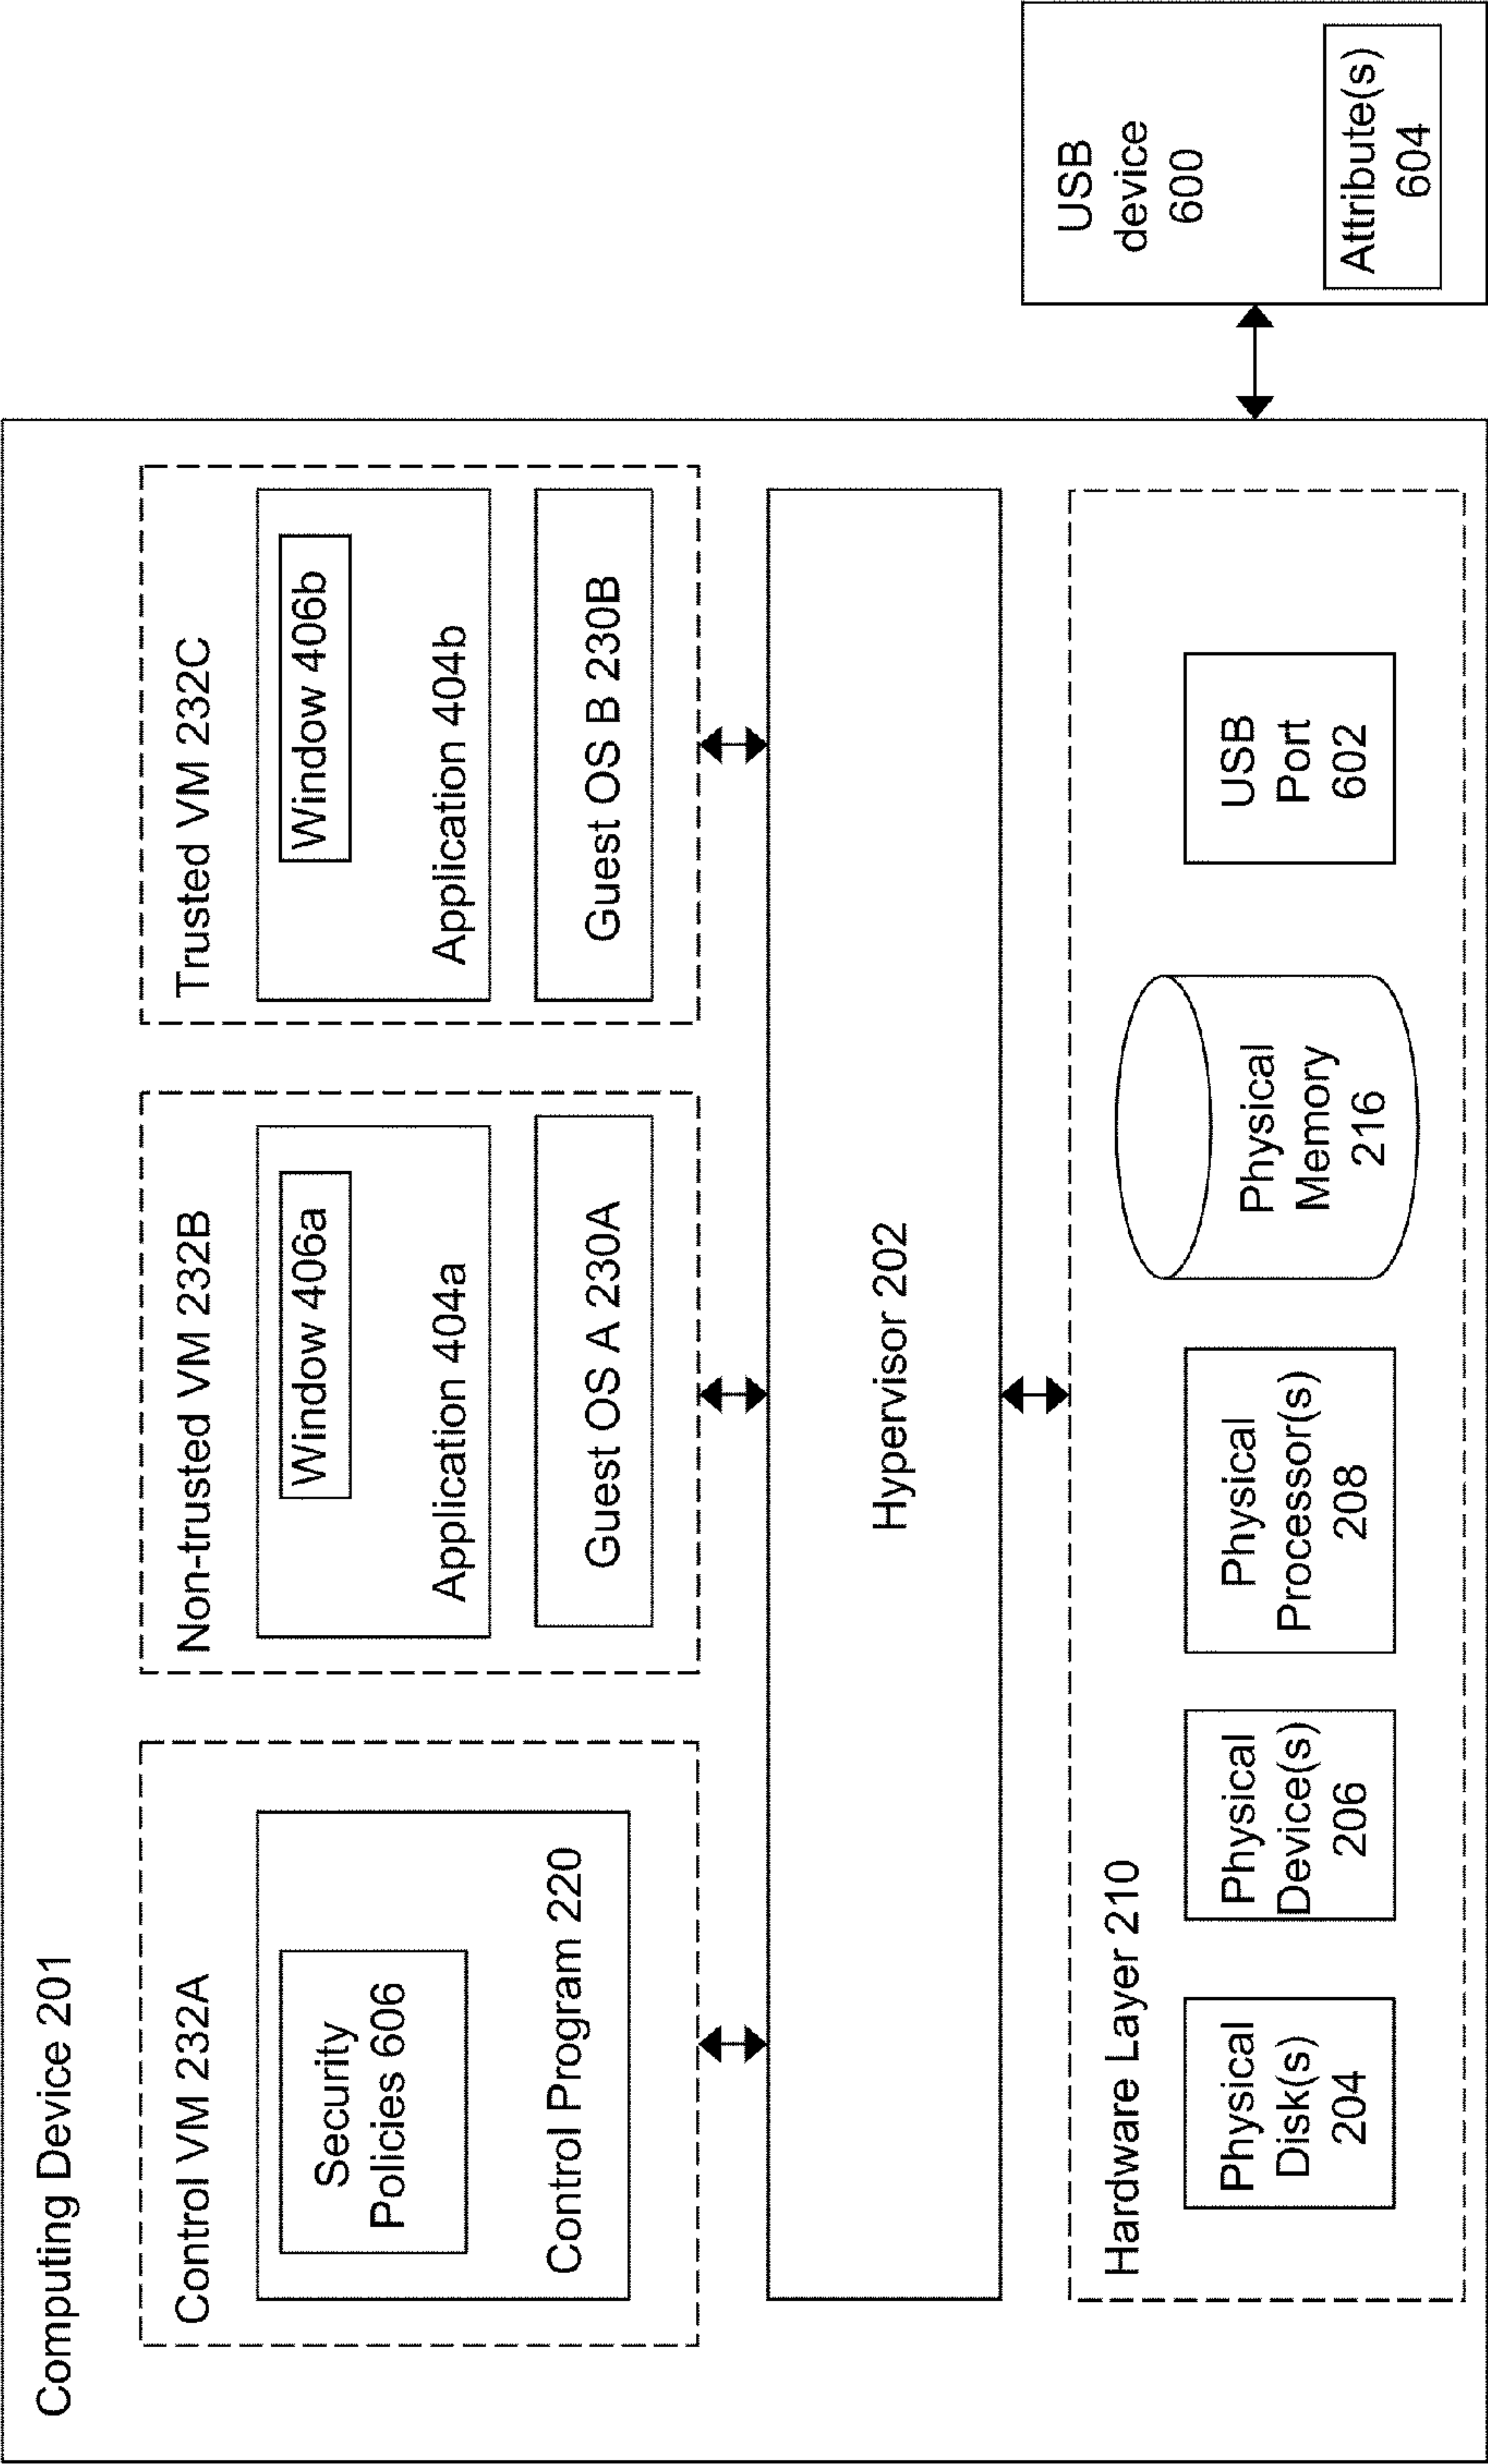 Computing Device 201
Control VM 232A
Security
Policies 606
Control Program 220
Non-trusted VM 232B
Window 406a
Application 404a
Guest OS A 230A
Trusted VM 232C
Window 406b
Application 404b
Guest OS B 230B
Hypervisor 202
Hardware Layer 210
Physical
Disk(s)
204
Physical
Device(s)
206
Physical
Processor(s)
208
Physical
Memory
216
USB
Port
602
USB
device
600
Attribute(s)
604